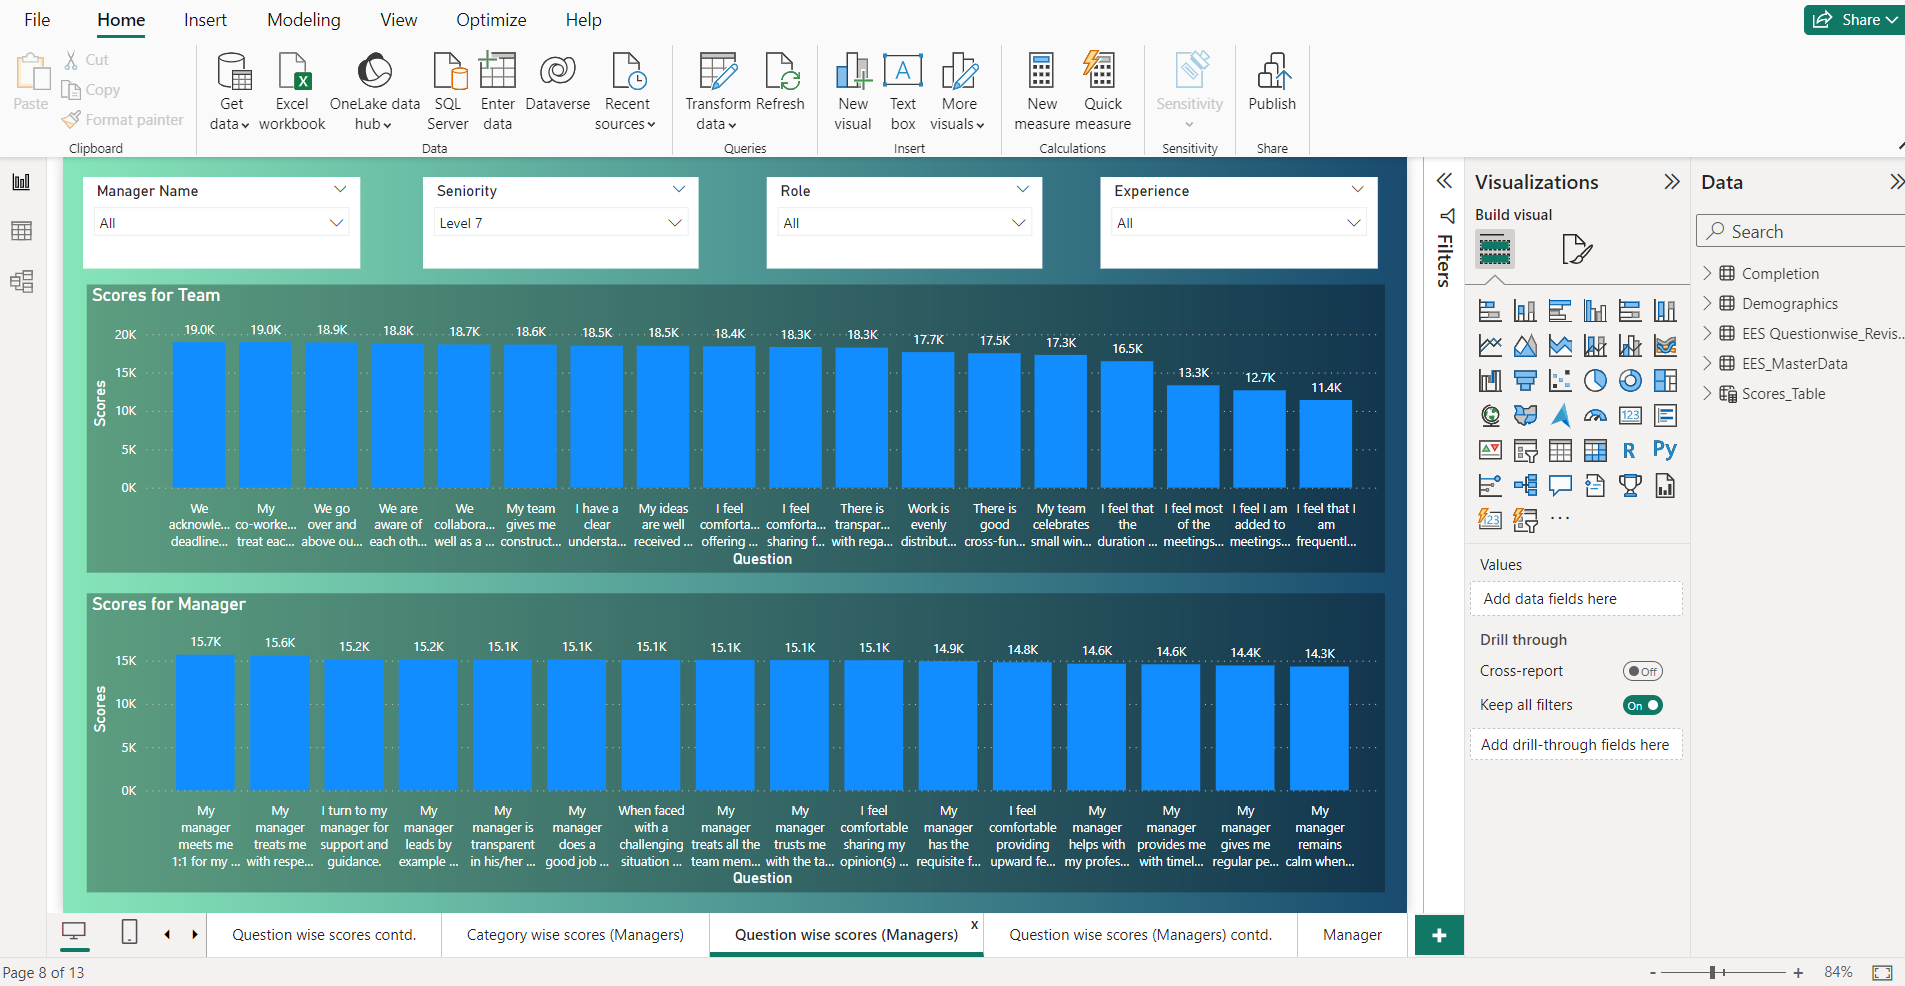 File Home Insert Modeling View Optimize Help Share
Paste Cut Copy Format painter
Get data Excel workbook OneLake data hub SQL Server Enter data Dataverse Recent sources
Transform data Refresh New visual Text box More visuals New measure Quick measure Sensitivity Publish
Clipboard Data Queries Insert Calculations Sensitivity Share
Manager Name
All
Seniority
Level 7
Role
All
Experience
All
Scores for Team
Scores
20K
15K
10K
5K
0K
19.0K 19.0K 18.9K 18.8K 18.7K 18.6K 18.5K 18.5K 18.4K 18.3K 18.3K 17.7K 17.5K 17.3K 16.5K 13.3K 12.7K 11.4K
We acknowle... deadline...
My co-worke... treat eac...
We go over and above ou...
We are aware of each oth...
We collabora... well as a ...
My team gives me construct...
I have a clear understa...
My ideas are well received ...
I feel comforta... offering ...
I feel comforta... sharing f...
There is transpar... with rega...
Work is evenly distribut...
There is good cross-fun...
My team celebrates small win...
I feel that the duration ...
I feel most of the meetings...
I feel I am added to meetings...
I feel that I am frequentl...
Question
Scores for Manager
Scores
15K
10K
5K
0K
15.7K 15.6K 15.2K 15.2K 15.1K 15.1K 15.1K 15.1K 15.1K 15.1K 14.9K 14.8K 14.6K 14.6K 14.4K 14.3K
My manager meets me 1:1 for my ...
My manager treats me with respe...
I turn to my manager for support and guidance.
My manager leads by example ...
My manager is transparent in his/her ...
My manager does a good job ...
When faced with a challenging situation ...
My manager treats all the team mem...
My manager trusts me with the ta...
I feel comfortable sharing my opinion(s) ...
My manager has the requisite f...
I feel comfortable providing upward fe...
My manager helps with my profes...
My manager provides me with timel...
My manager gives me regular pe...
My manager remains calm when...
Question
Filters
Visualizations
Build visual
123
R Py
123
...
Values
Add data fields here
Drill through
Cross-report Off
Keep all filters On
Add drill-through fields here
Data
Search
Completion
Demographics
EES Questionwise_Revis...
EES_MasterData
Scores_Table
Question wise scores contd. Category wise scores (Managers) Question wise scores (Managers) X Question wise scores (Managers) contd. Manager +
Page 8 of 13
- + 84%